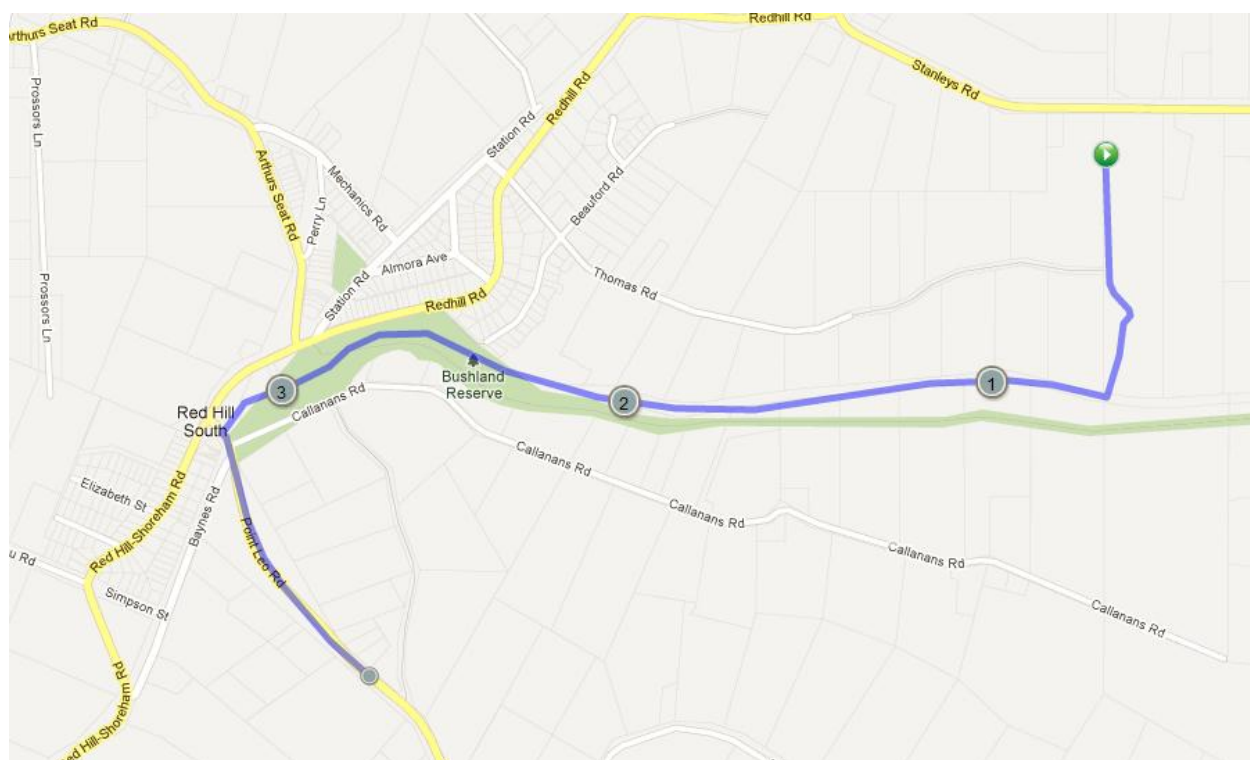 Arthurs Seat Rd
Redhill Rd
Stanleys Rd
Prossors Ln
Station Rd
Redhill Rd
Mechanics Rd
Arthurs Seat Rd
Perry Ln
Beauford Rd
Almora Ave
Station Rd
Thomas Rd
Prossors Ln
Redhill Rd
Bushland
Reserve
1
2
3
Callanans Rd
Red Hill
South
Callanans Rd
Elizabeth St
Baynes Rd
Red Hill-Shoreham Rd
Callanans Rd
Point Leo Rd
Callanans Rd
u Rd
Simpson St
Callanans Rd
ed Hill-Shoreham Rd